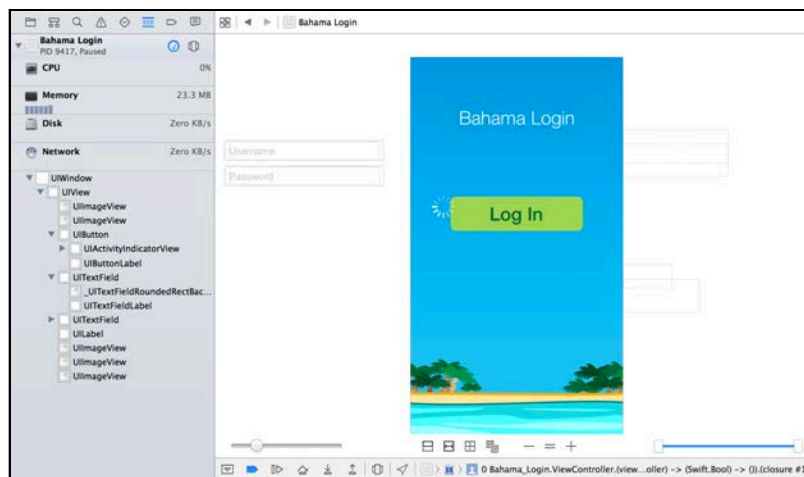 Bahama Login
Bahama Login
PID 9417, Paused
CPU 0%
Memory 23.3 MB
Disk Zero KB/s
Network Zero KB/s
UIWindow
UIView
UIImageView
UIImageView
UIButton
UIActivityIndicatorView
UIButtonLabel
UITextField
_UITextFieldRoundedRectBac...
UITextFieldLabel
UITextField
UILabel
UIImageView
UIImageView
UIImageView
Username
Password
Bahama Login
Log In
0 Bahama_Login.ViewController.(view...oller) -> (Swift.Bool) -> ()).(closure #1